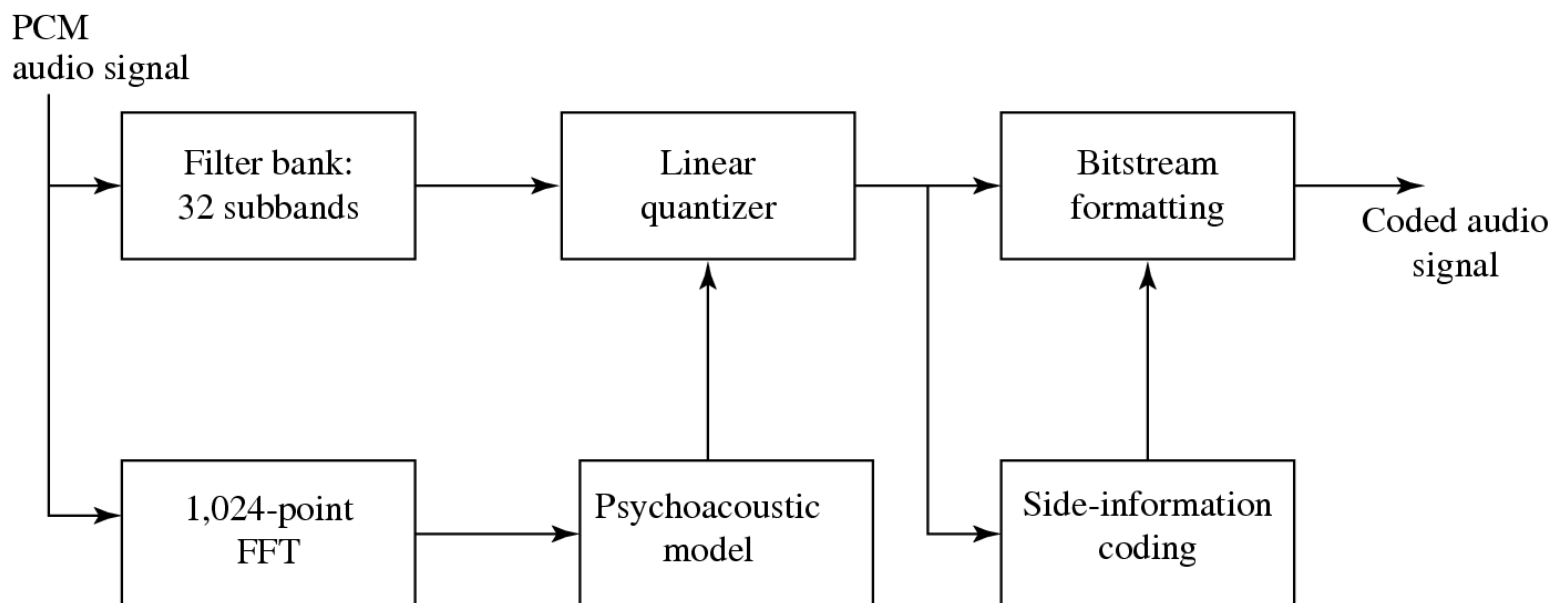 PCM
audio signal
Filter bank:
32 subbands
Linear
quantizer
Bitstream
formatting
Coded audio
signal
1,024-point
FFT
Psychoacoustic
model
Side-information
coding